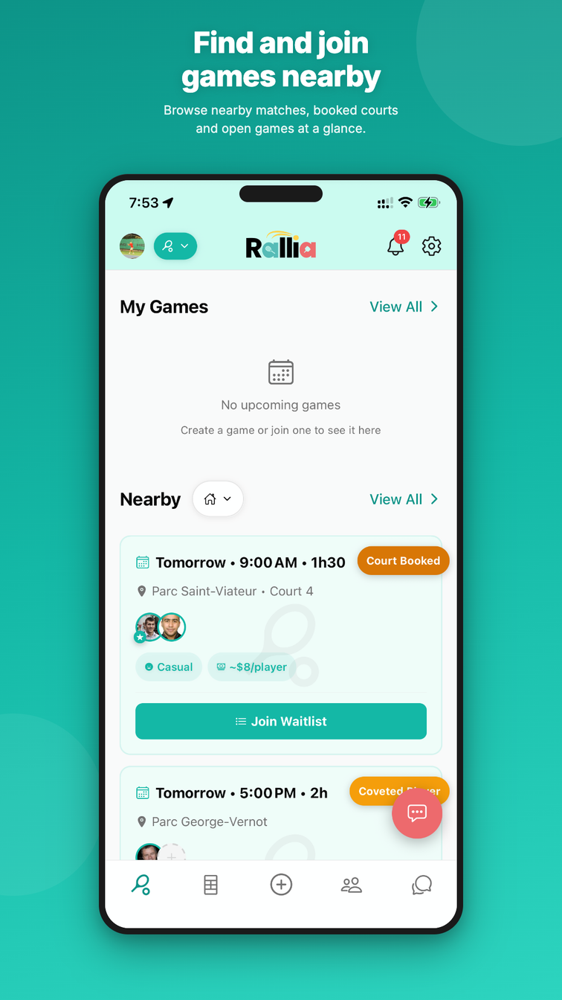 Find and join
games nearby
Browse nearby matches, booked courts
and open games at a glance.
7:53
Rallia
11
My Games
View All
No upcoming games
Create a game or join one to see it here
Nearby
View All
Tomorrow • 9:00 AM • 1h30
Court Booked
Parc Saint-Viateur • Court 4
Casual
~$8/player
Join Waitlist
Tomorrow • 5:00 PM • 2h
Coveted
Parc George-Vernot